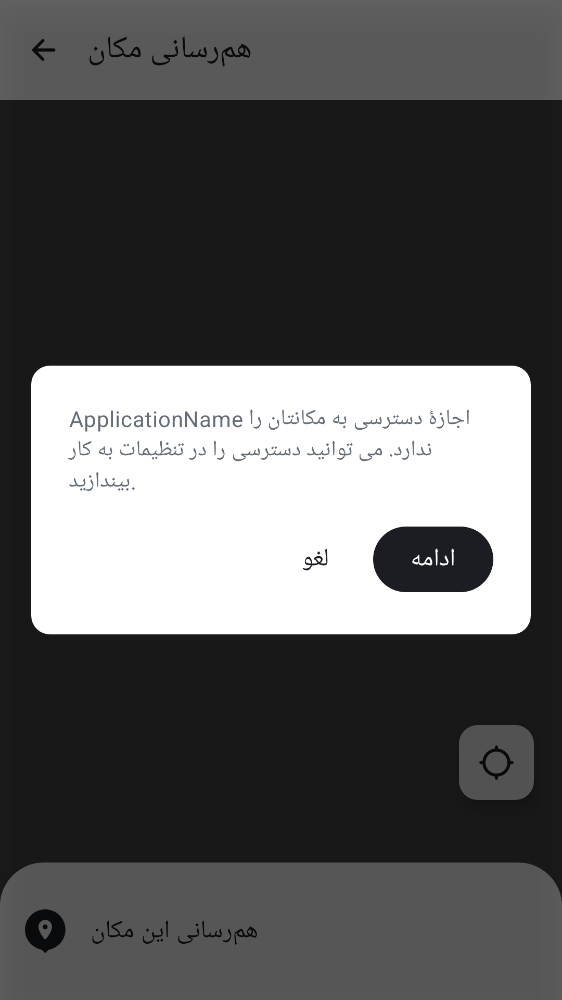 هم‌رسانی مکان
ApplicationName اجازهٔ دسترسی به مکانتان را
ندارد. می توانید دسترسی را در تنظیمات به کار
بیندازید.
لغو
ادامه
هم‌رسانی این مکان